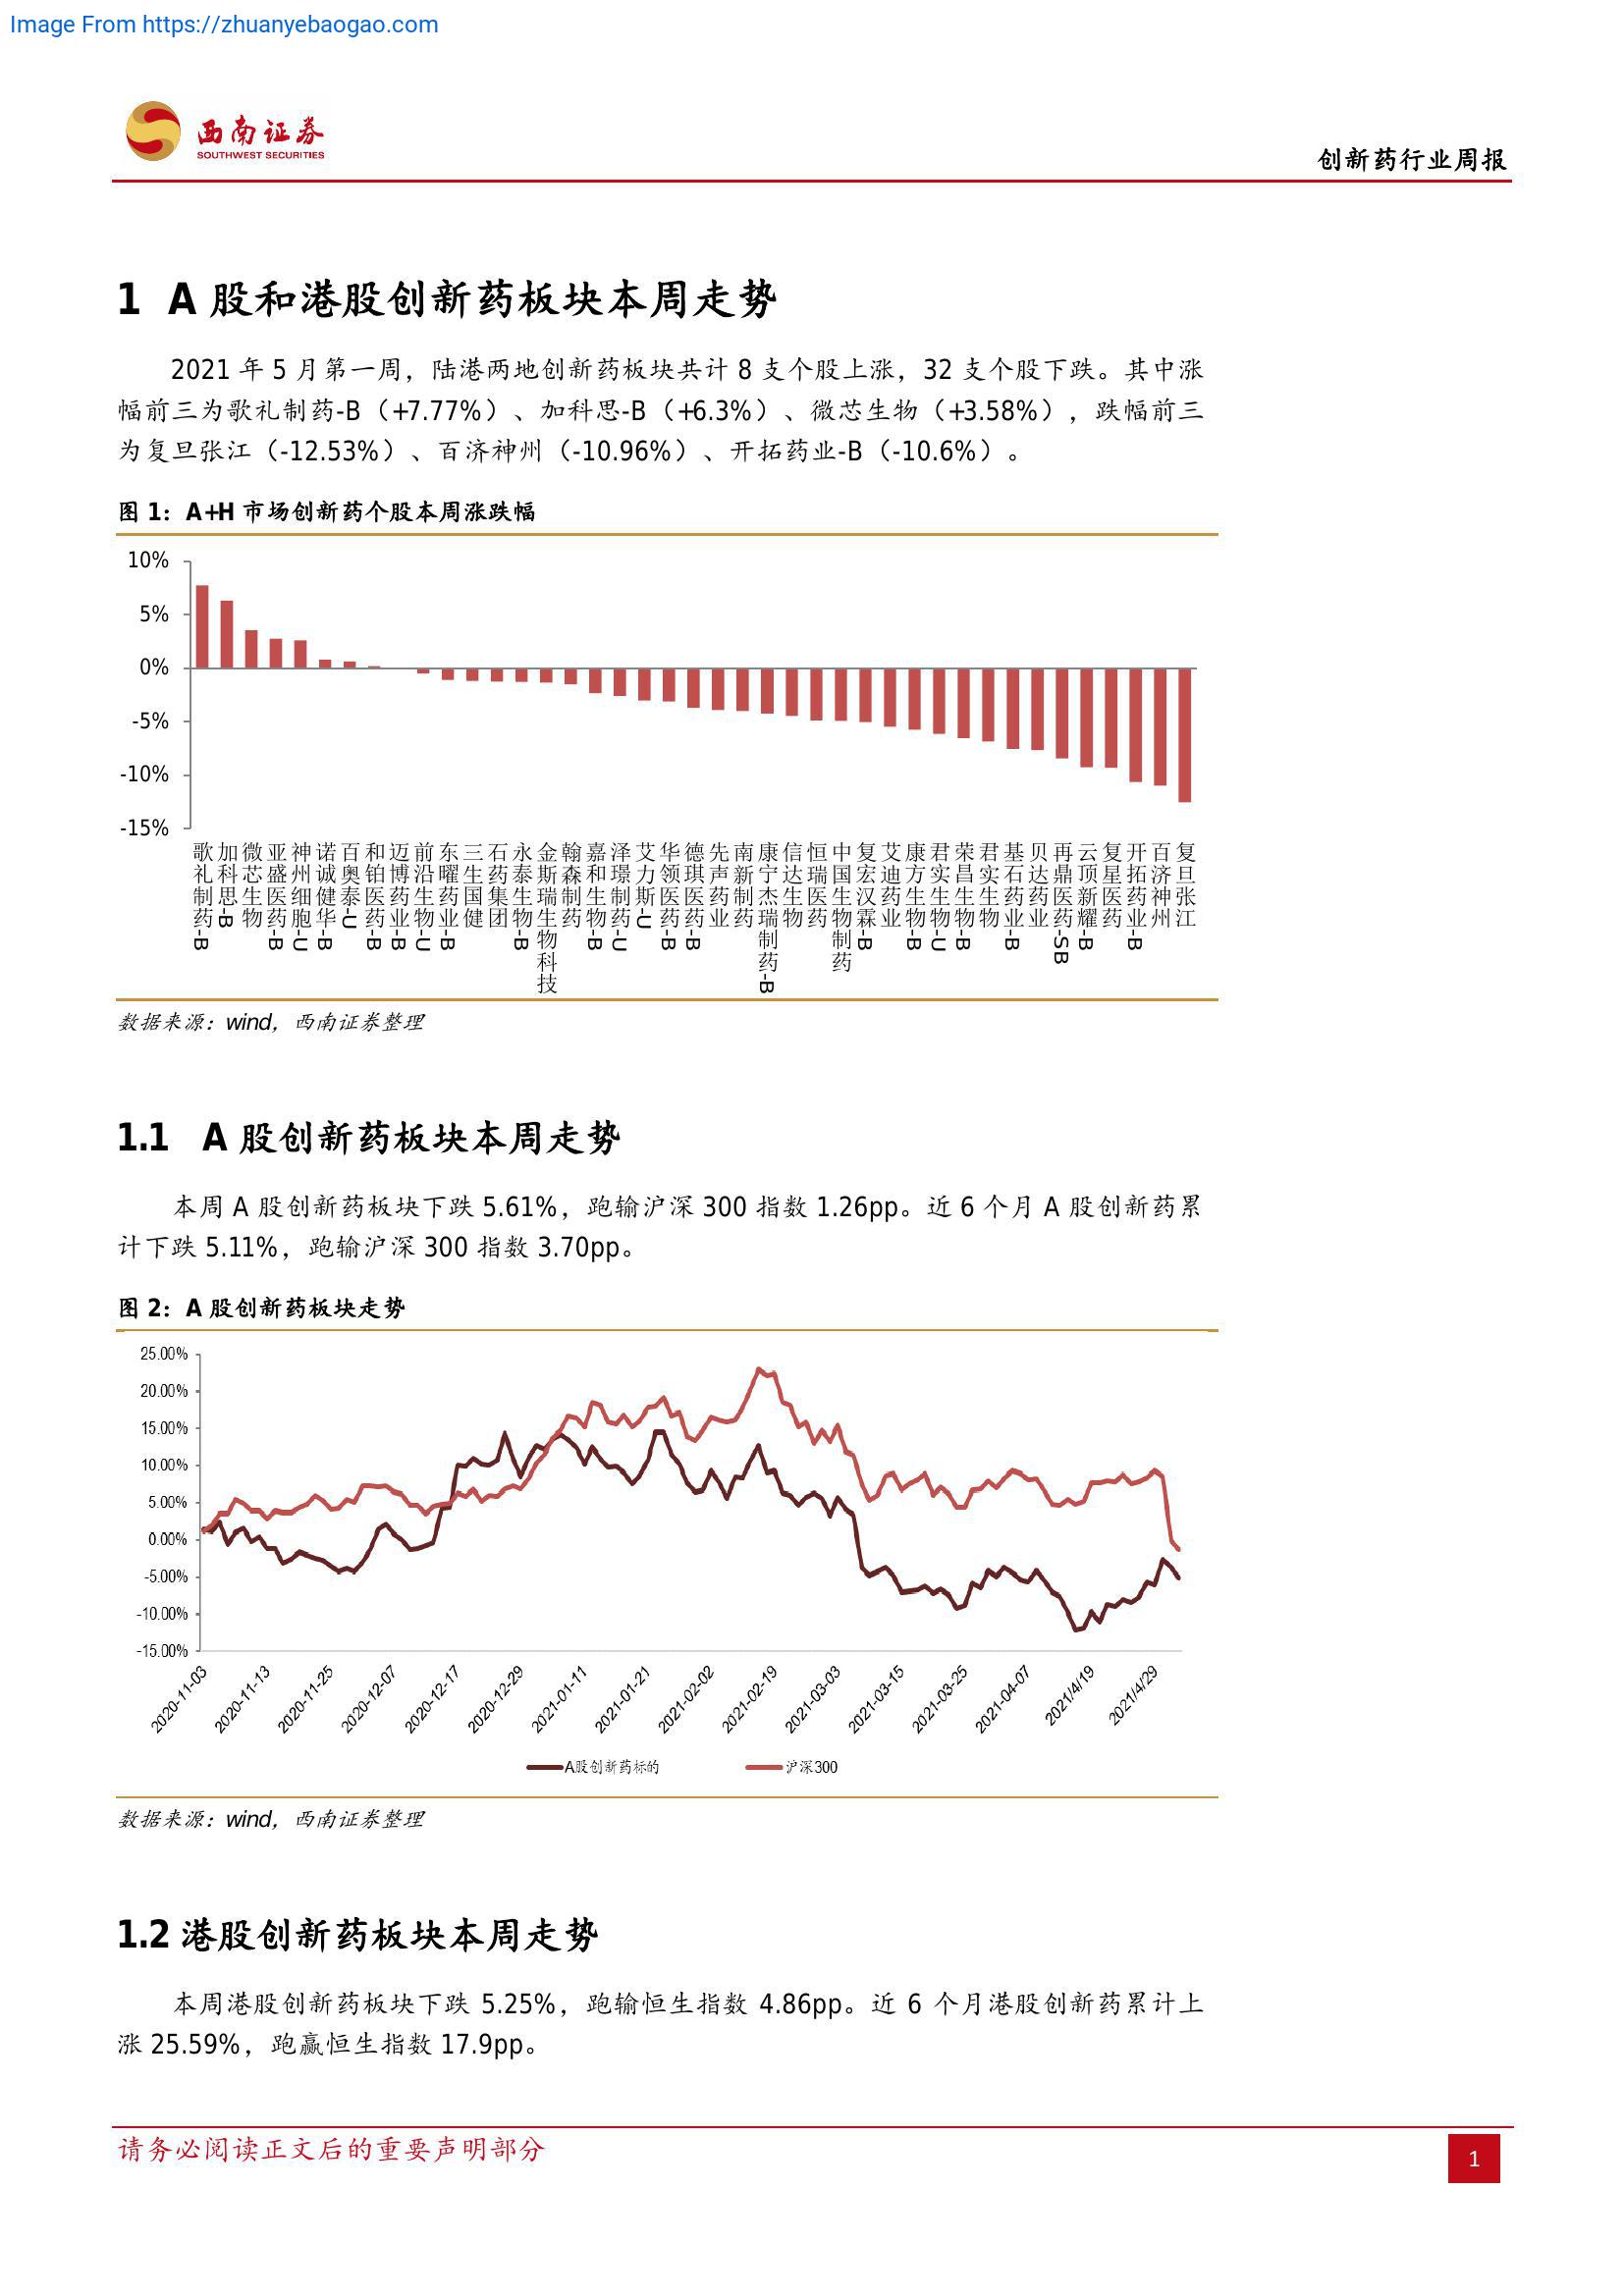 Image From https://zhuanyebaogao.com
西南证券
SOUTHWEST SECURITIES
创新药行业周报
1 A 股和港股创新药板块本周走势
2021 年 5 月第一周，陆港两地创新药板块共计 8 支个股上涨，32 支个股下跌。其中涨
幅前三为歌礼制药-B（+7.77%）、加科思-B（+6.3%）、微芯生物（+3.58%），跌幅前三
为复旦张江（-12.53%）、百济神州（-10.96%）、开拓药业-B（-10.6%）。
图 1：A+H 市场创新药个股本周涨跌幅
10%
5%
0%
-5%
-10%
-15%
歌礼制药-B
加科思-B
微芯生物
亚盛医药-B
神州细胞-U
诺诚健华-B
百奥泰-U
和铂医药-B
迈博药业-B
前沿生物-U
东曜药业-B
三生国健
石药集团
永泰生物-B
金斯瑞生物科技
翰森制药
嘉和生物-B
泽璟制药-U
艾力斯-U
华领医药-B
德琪医药-B
先声药业
南新制药
康宁杰瑞制药-B
信达生物
恒瑞医药
中国生物制药
复宏汉霖-B
艾迪药业
康方生物-B
君实生物-U
荣昌生物-B
君实生物
基石药业-B
贝达药业
再鼎医药-SB
云顶新耀-B
复星医药
开拓药业-B
百济神州
复旦张江
数据来源：wind，西南证券整理
1.1 A 股创新药板块本周走势
本周 A 股创新药板块下跌 5.61%，跑输沪深 300 指数 1.26pp。近 6 个月 A 股创新药累
计下跌 5.11%，跑输沪深 300 指数 3.70pp。
图 2：A 股创新药板块走势
25.00%
20.00%
15.00%
10.00%
5.00%
0.00%
-5.00%
-10.00%
-15.00%
2020-11-03
2020-11-13
2020-11-25
2020-12-07
2020-12-17
2020-12-29
2021-01-11
2021-01-21
2021-02-02
2021-02-19
2021-03-03
2021-03-15
2021-03-25
2021-04-07
2021/4/19
2021/4/29
A股创新药标的
沪深300
数据来源：wind，西南证券整理
1.2 港股创新药板块本周走势
本周港股创新药板块下跌 5.25%，跑输恒生指数 4.86pp。近 6 个月港股创新药累计上
涨 25.59%，跑赢恒生指数 17.9pp。
请务必阅读正文后的重要声明部分
1